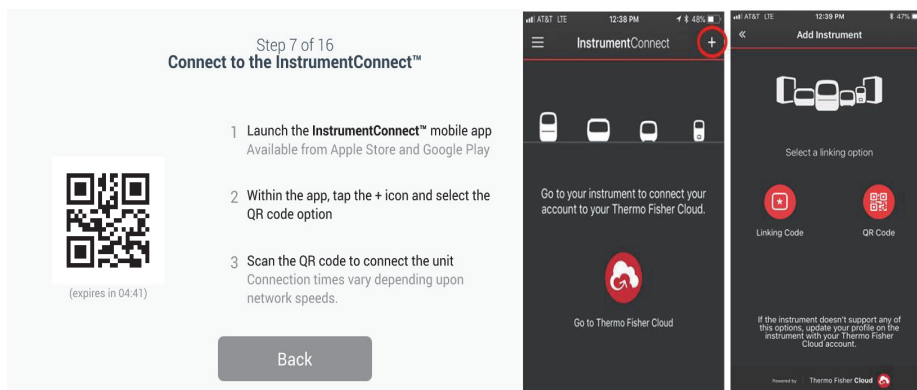 Step 7 of 16
Connect to the InstrumentConnect™
1 Launch the InstrumentConnect™ mobile app
Available from Apple Store and Google Play
2 Within the app, tap the + icon and select the
QR code option
3 Scan the QR code to connect the unit
Connection times vary depending upon
network speeds.
(expires in 04:41)
Back
AT&T LTE 12:38 PM 48%
InstrumentConnect +
Go to your instrument to connect your
account to your Thermo Fisher Cloud.
Go to Thermo Fisher Cloud
AT&T LTE 12:39 PM 47%
« Add Instrument
Select a linking option
Linking Code QR Code
If the instrument doesn't support any of
this options, update your profile on the
instrument with your Thermo Fisher
Cloud account.
Powered by Thermo Fisher Cloud